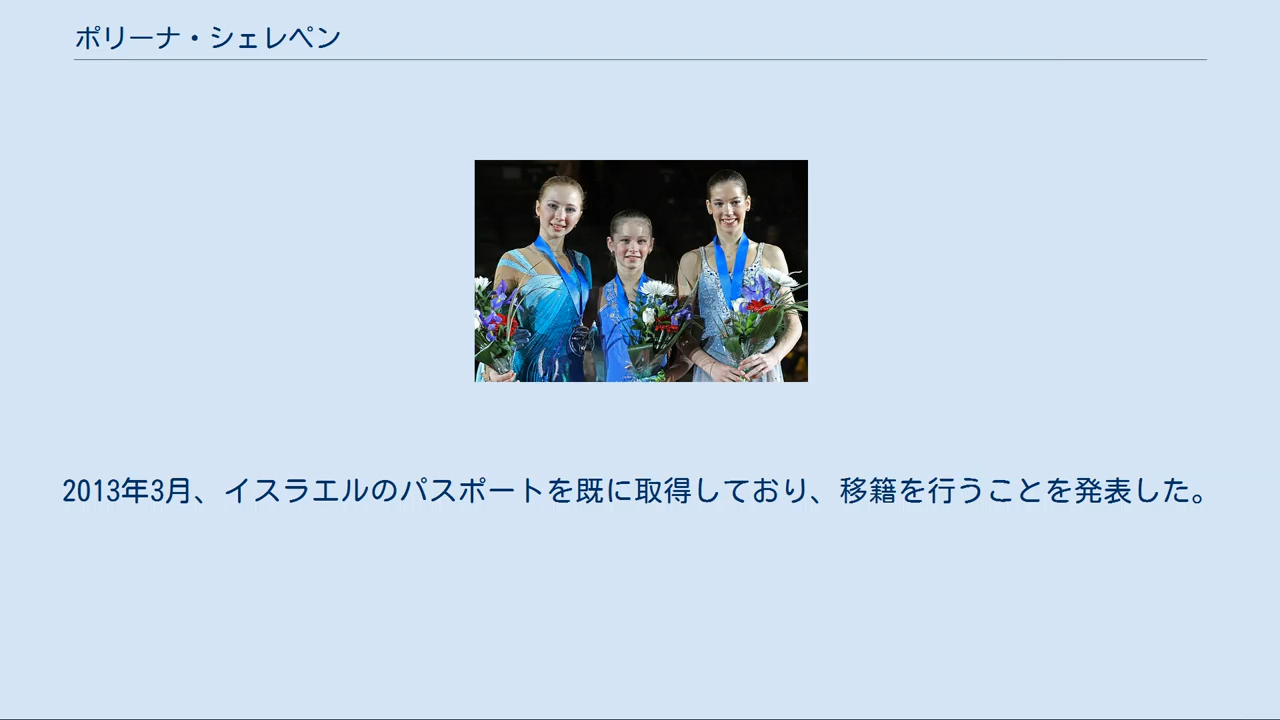 ポリーナ・シェレペン
2013年3月、イスラエルのパスポートを既に取得しており、移籍を行うことを発表した。